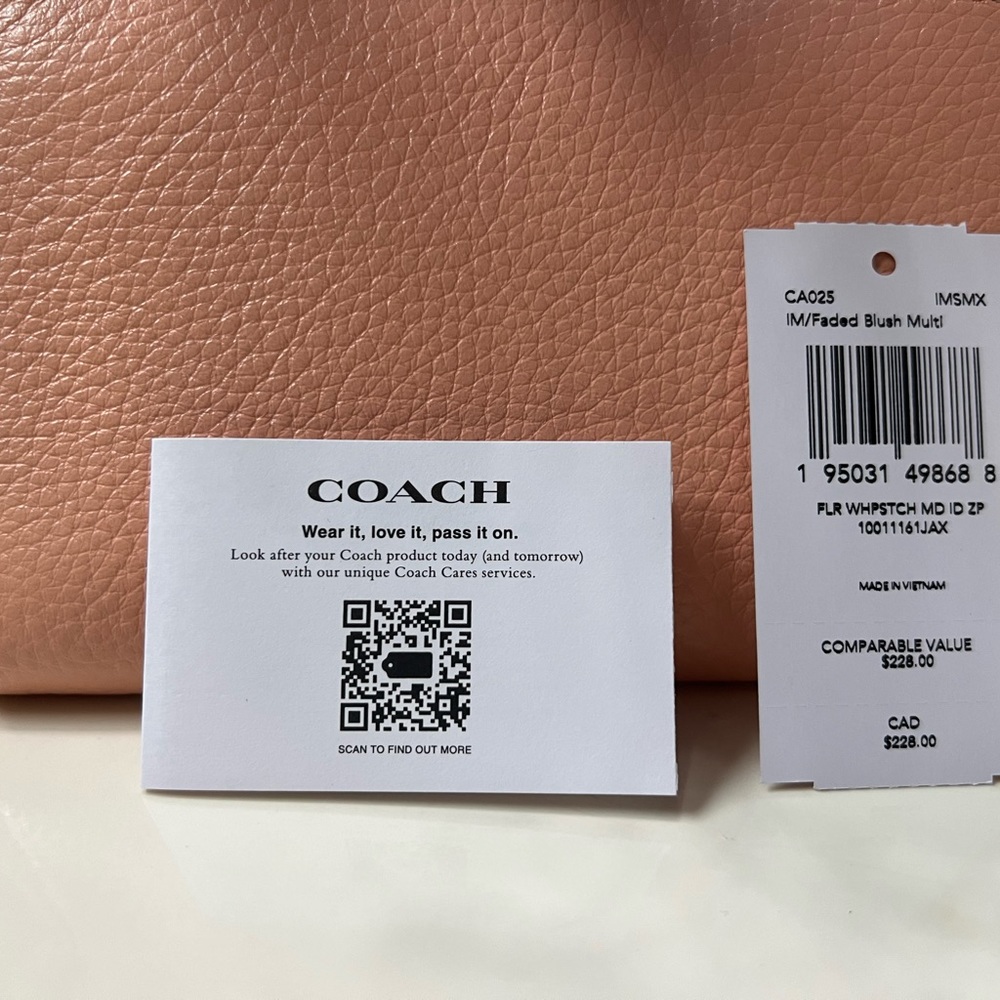 COACH
Wear it, love it, pass it on.
Look after your Coach product today (and tomorrow)
with our unique Coach Cares services.
SCAN TO FIND OUT MORE
CA025 IMSMX
IM/Faded Blush Multi
1 95031 49868 8
FLR WHPSTCH MD ID ZP
10011161JAX
MADE IN VIETNAM
COMPARABLE VALUE
$228.00
CAD
$228.00